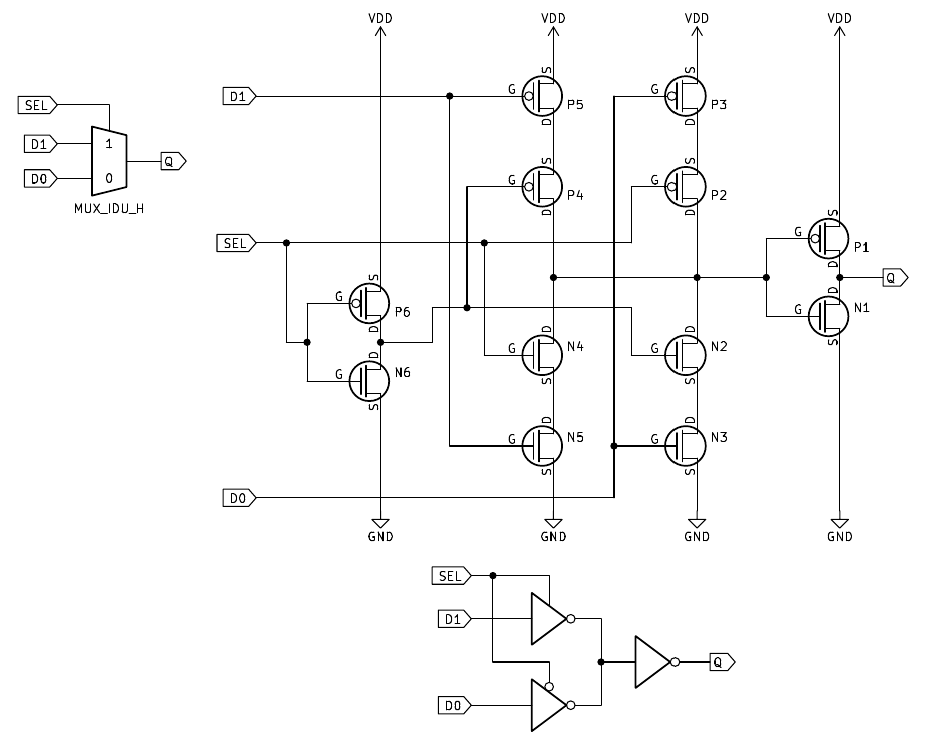 VDD VDD VDD VDD
S S
D1 G P5 G P3
SEL
D D
D1 1
Q
S S
D0 0
G P4 G P2
MUX_IDU_H
D D S
SEL G P1
S D Q
G P6 D N1
D D D G
D G N4 G N2 S
G N6 S S
S
D D
G N5 G N3
S S
D0
GND GND GND GND
SEL
D1
Q
D0